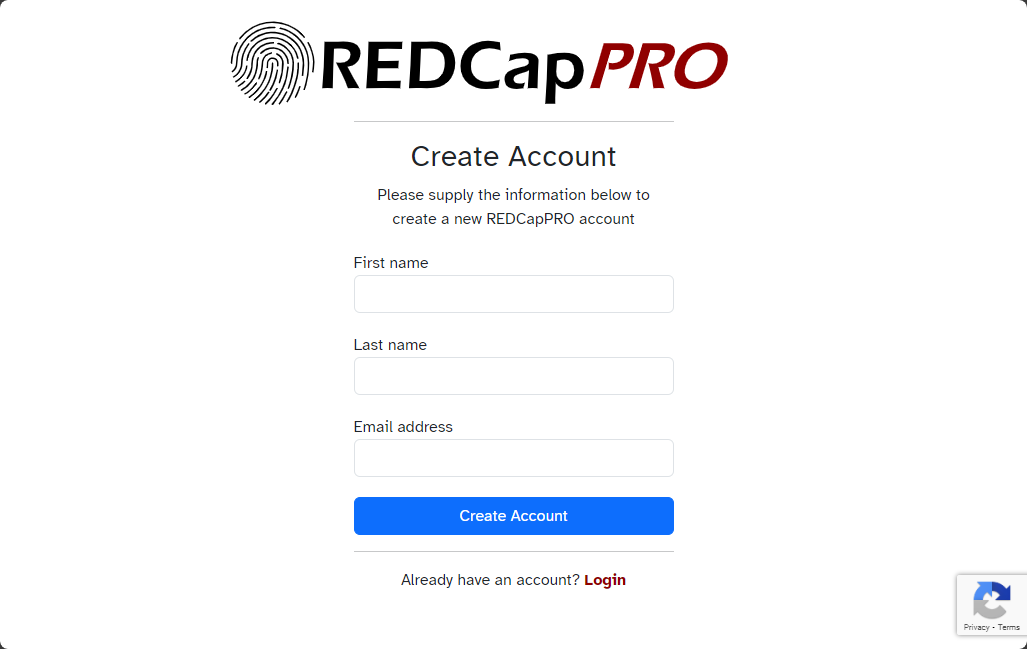 REDCapPRO
Create Account
Please supply the information below to
create a new REDCapPRO account
First name
Last name
Email address
Create Account
Already have an account? Login
Privacy - Terms